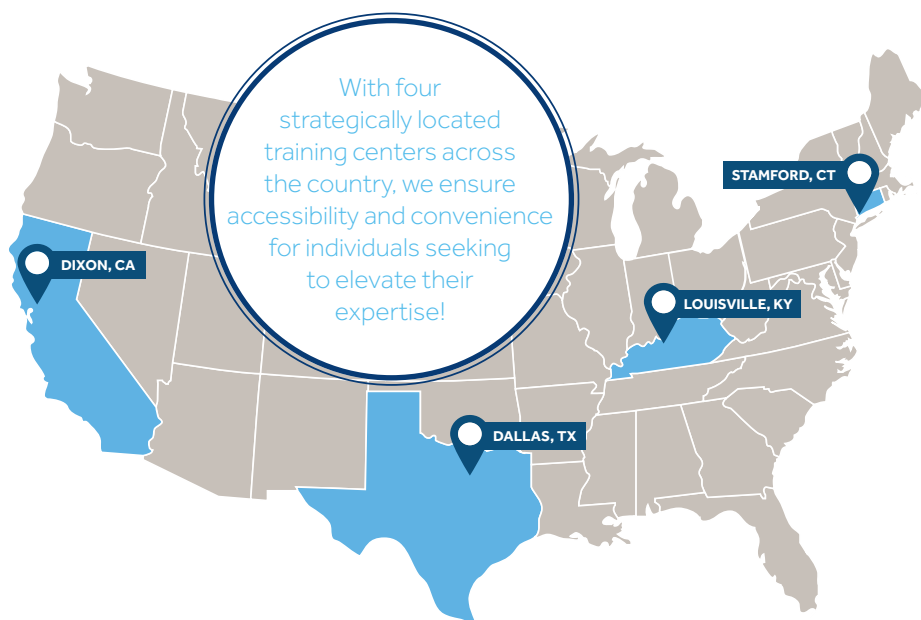 With four
strategically located
training centers across
the country, we ensure
accessibility and convenience
for individuals seeking
to elevate their
expertise!
STAMFORD, CT
DIXON, CA
LOUISVILLE, KY
DALLAS, TX